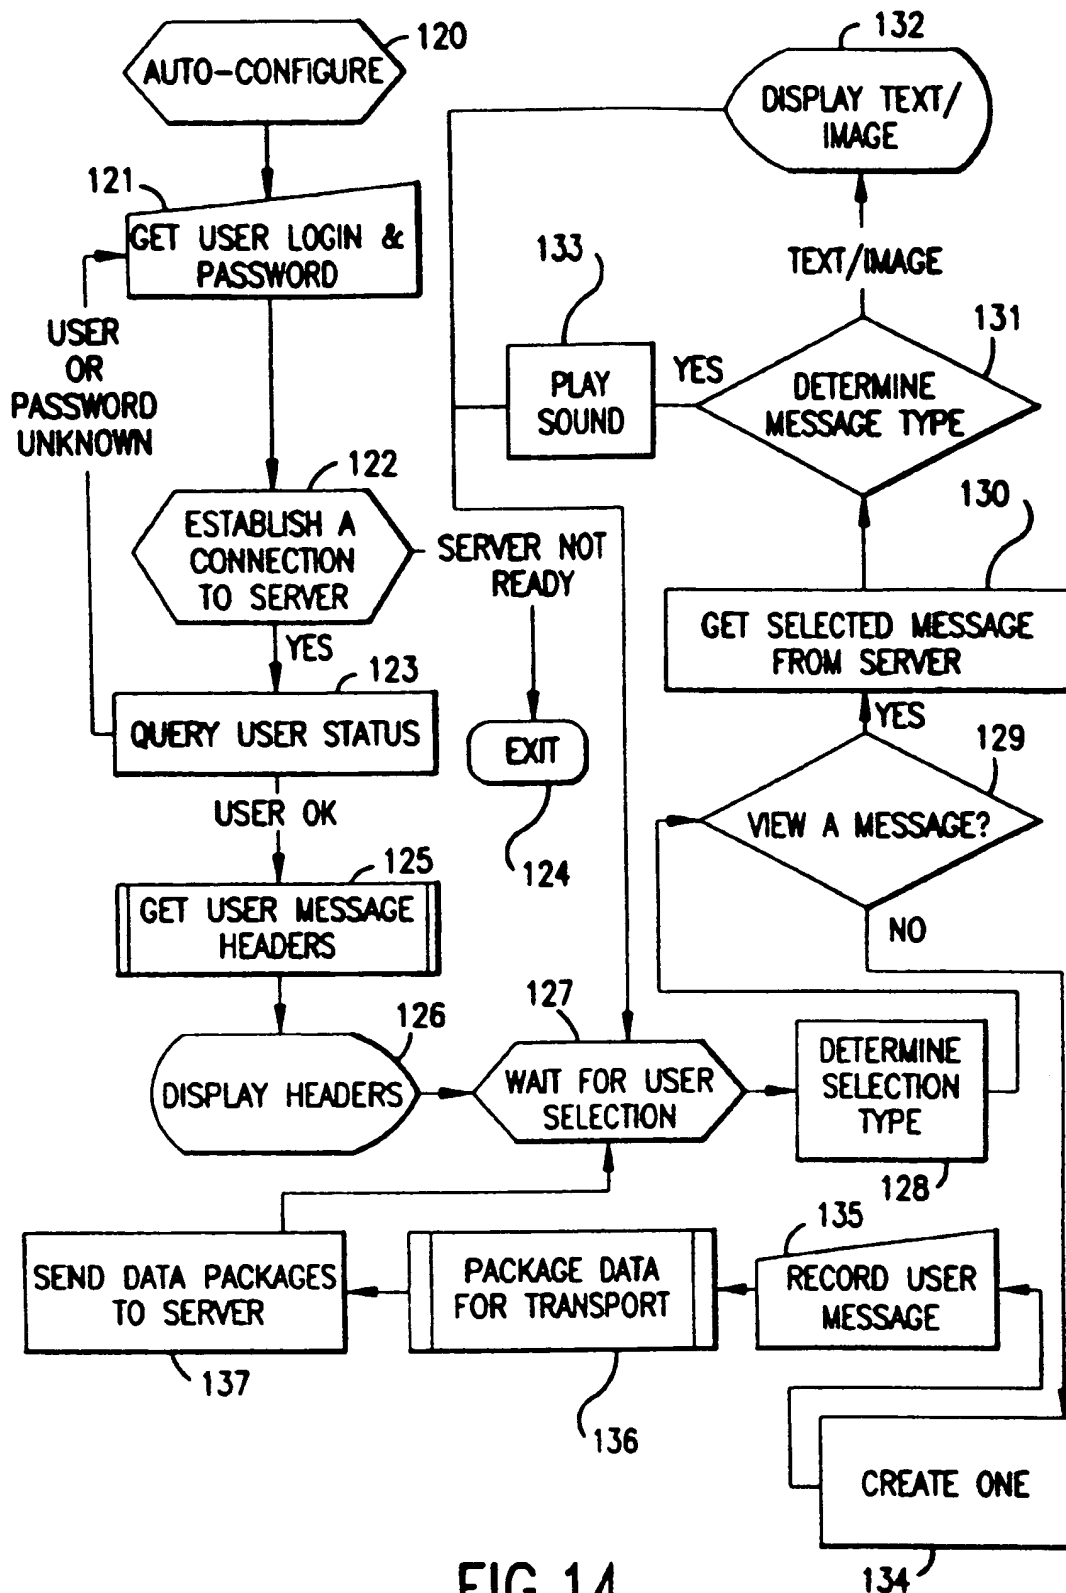 120
AUTO-CONFIGURE
121
GET USER LOGIN &
PASSWORD
USER
OR
PASSWORD
UNKNOWN
122
ESTABLISH A
CONNECTION
TO SERVER
SERVER NOT
READY
YES
123
QUERY USER STATUS
EXIT
124
USER OK
125
GET USER MESSAGE
HEADERS
126
DISPLAY HEADERS
127
WAIT FOR USER
SELECTION
DETERMINE
SELECTION
TYPE
128
129
VIEW A MESSAGE?
YES
NO
130
GET SELECTED MESSAGE
FROM SERVER
131
DETERMINE
MESSAGE TYPE
YES
133
PLAY
SOUND
TEXT/IMAGE
132
DISPLAY TEXT/
IMAGE
CREATE ONE
134
135
RECORD USER
MESSAGE
PACKAGE DATA
FOR TRANSPORT
136
SEND DATA PACKAGES
TO SERVER
137
FIG.14